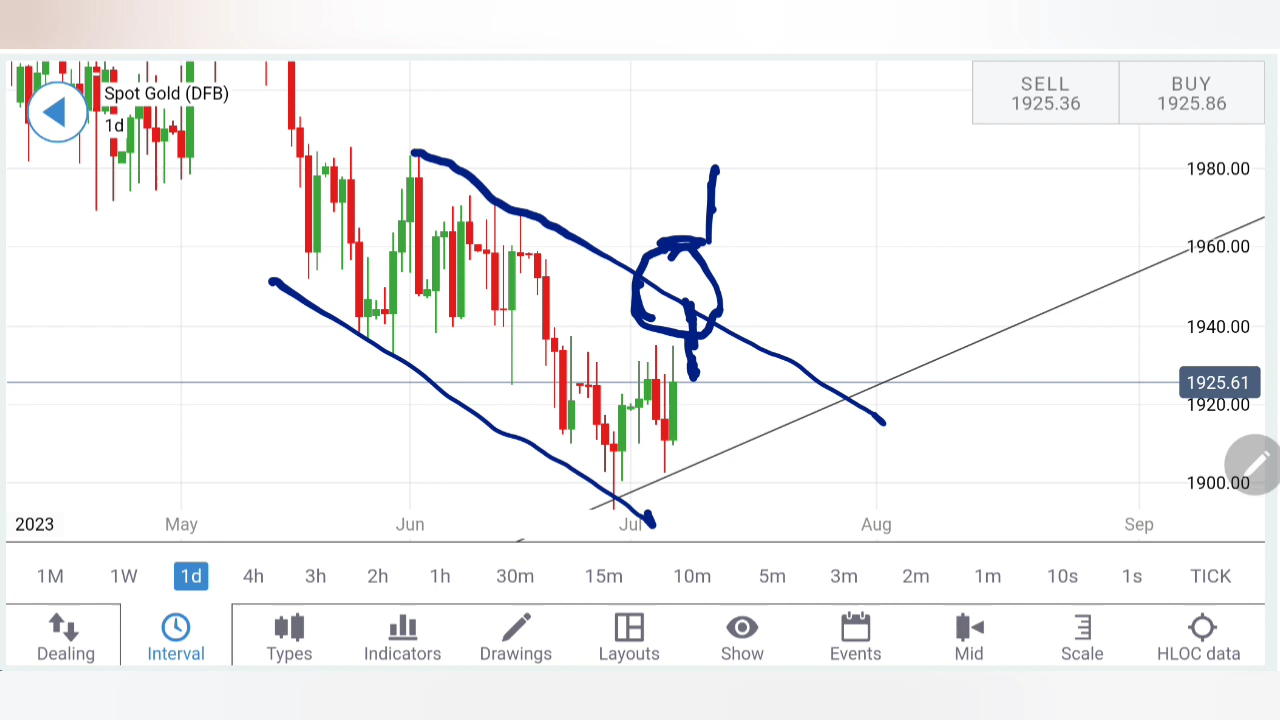 Spot Gold (DFB)
1d
SELL
1925.36
BUY
1925.86
1980.00
1960.00
1940.00
1925.61
1920.00
1900.00
2023 May Jun Jul Aug Sep
1M 1W 1d 4h 3h 2h 1h 30m 15m 10m 5m 3m 2m 1m 10s 1s TICK
Dealing Interval Types Indicators Drawings Layouts Show Events Mid Scale HLOC data